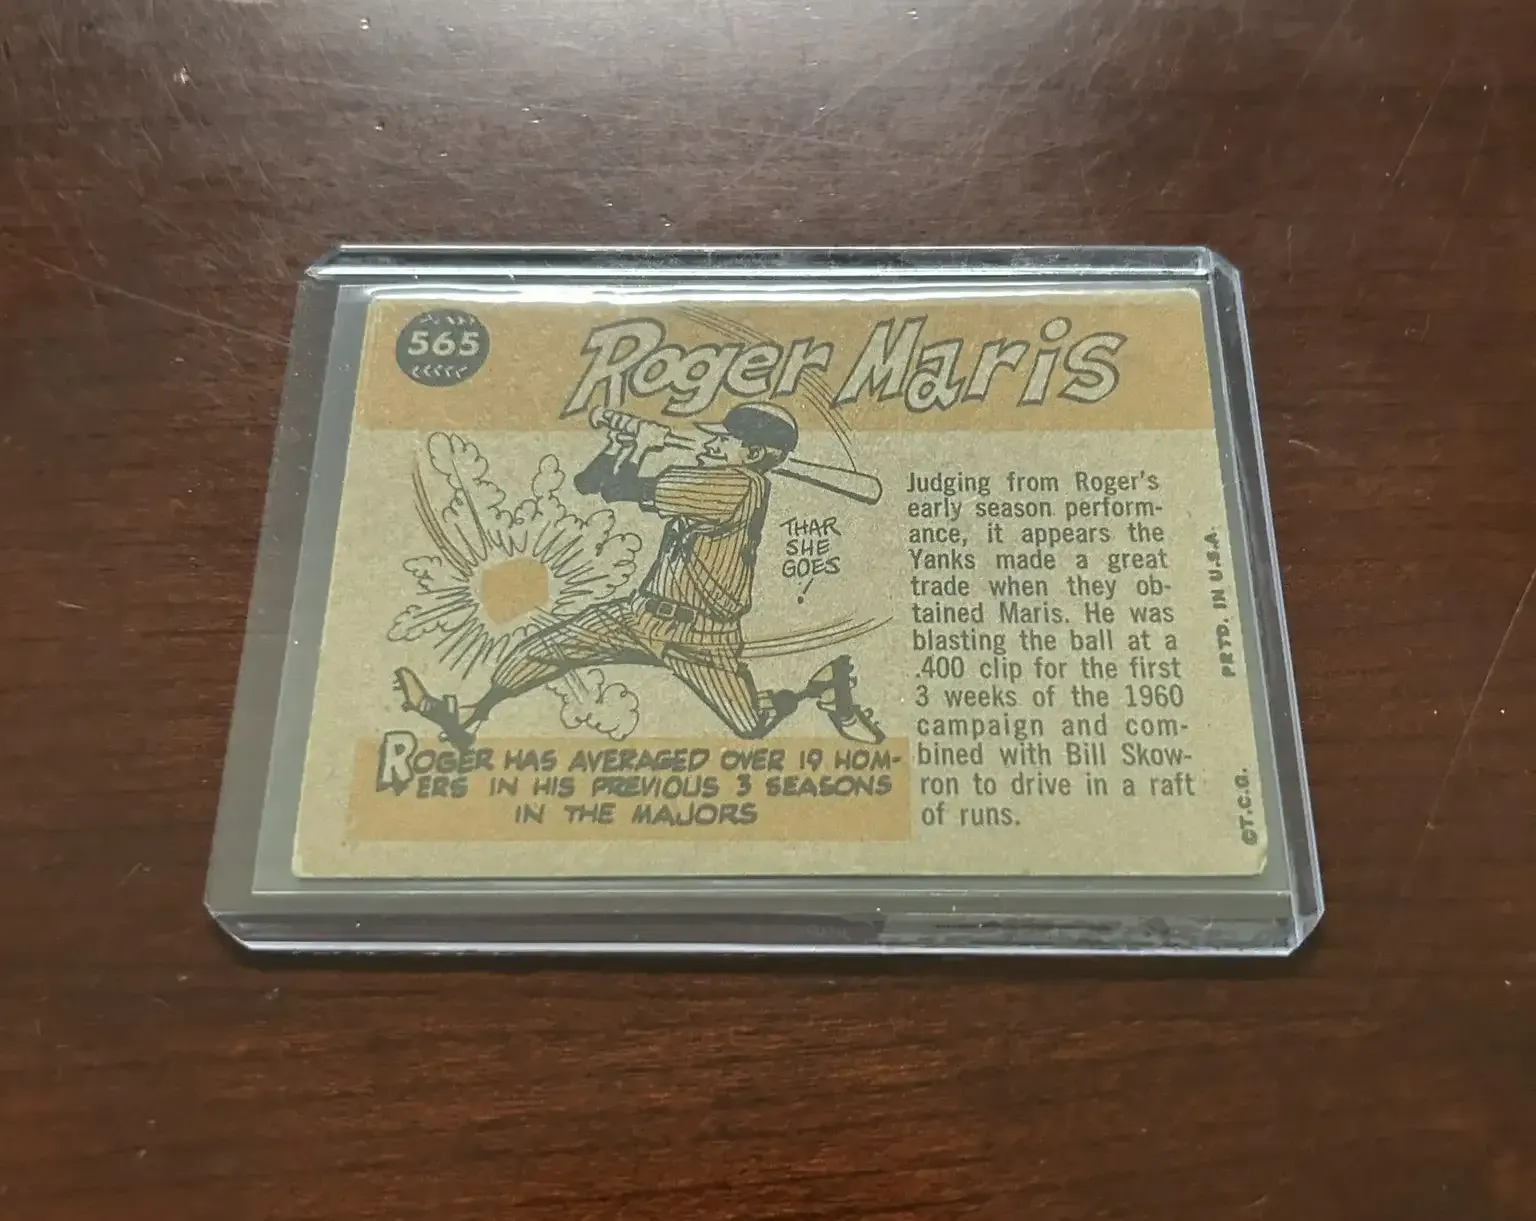 565
Roger Maris
THAR
SHE
GOES
!
ROGER HAS AVERAGED OVER 19 HOM-
ERS IN HIS PREVIOUS 3 SEASONS
IN THE MAJORS
Judging from Roger's
early season perform-
ance, it appears the
Yanks made a great
trade when they ob-
tained Maris. He was
blasting the ball at a
.400 clip for the first
3 weeks of the 1960
campaign and com-
bined with Bill Skow-
ron to drive in a raft
of runs.
©T.C.G.
PRTD. IN U.S.A.